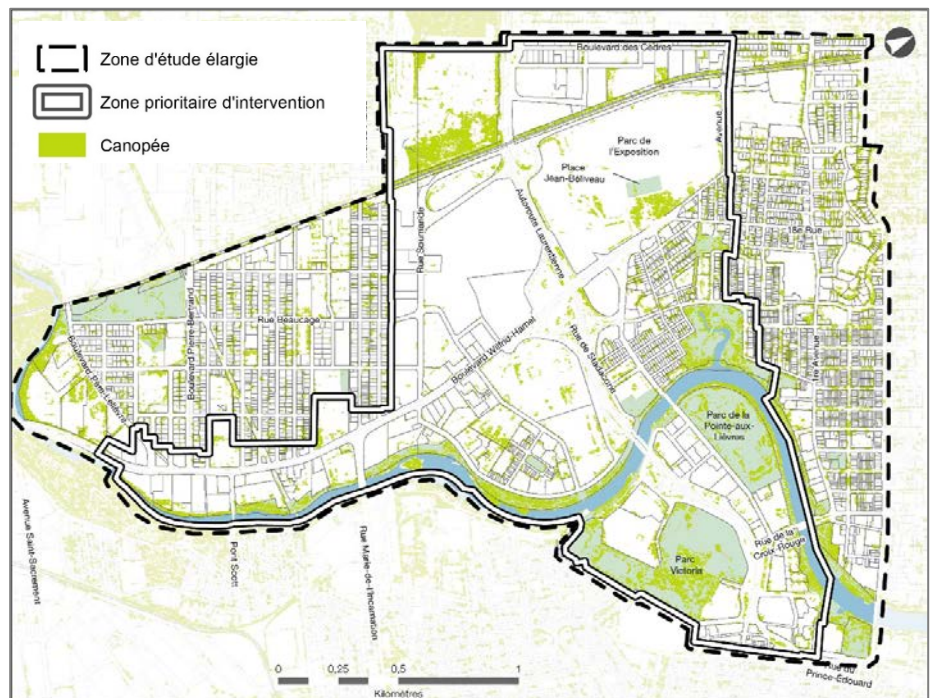 Zone d'étude élargie
Zone prioritaire d'intervention
Canopée
Boulevard des Cèdres
Avenue
Parc de
l'Exposition
Place
Jean-Béliveau
Autoroute Laurentienne
Rue Soumande
18e Rue
1re Avenue
Rue Beaucage
Boulevard Pierre-Bertrand
Boulevard Père-Lelièvre
Boulevard Wilfrid-Hamel
Rue de Stadacona
Parc de la
Pointe-aux-
Lièvres
Rue de la
Croix-Rouge
Parc
Victoria
Avenue Saint-Sacrement
Pont Scott
Rue Marie-de-l'Incarnation
Rue du
Prince-Édouard
0 0,25 0,5 1
Kilomètres